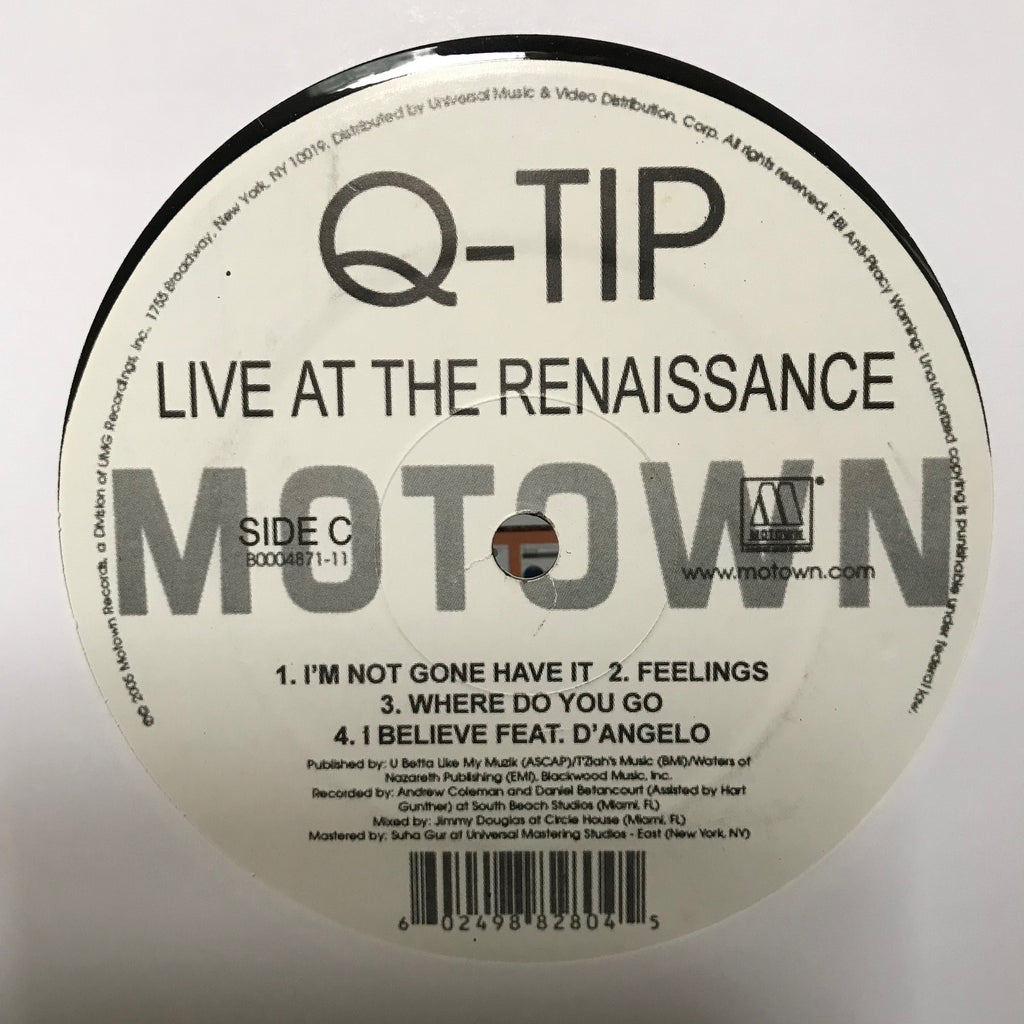 ℗© 2005 Motown Records, a Division of UMG Recordings, Inc., 1755 Broadway, New York, NY 10019. Distributed by Universal Music & Video Distribution, Corp. All rights reserved. FBI Anti-Piracy Warning: Unauthorized copying is punishable under federal law.
Q-TIP
LIVE AT THE RENAISSANCE
MOTOWN
SIDE C
B0004871-11
MOTOWN
www.motown.com
1. I'M NOT GONE HAVE IT 2. FEELINGS
3. WHERE DO YOU GO
4. I BELIEVE FEAT. D'ANGELO
Published by: U Betta Like My Muzik (ASCAP)/T'Ziah's Music (BMI)/Waters of
Nazareth Publishing (EMI), Blackwood Music, Inc.
Recorded by: Andrew Coleman and Daniel Betancourt (Assisted by Hart
Gunther) at South Beach Studios (Miami, FL)
Mixed by: Jimmy Douglas at Circle House (Miami, FL)
Mastered by: Suha Gur at Universal Mastering Studios - East (New York, NY)
6 02498 82804 5